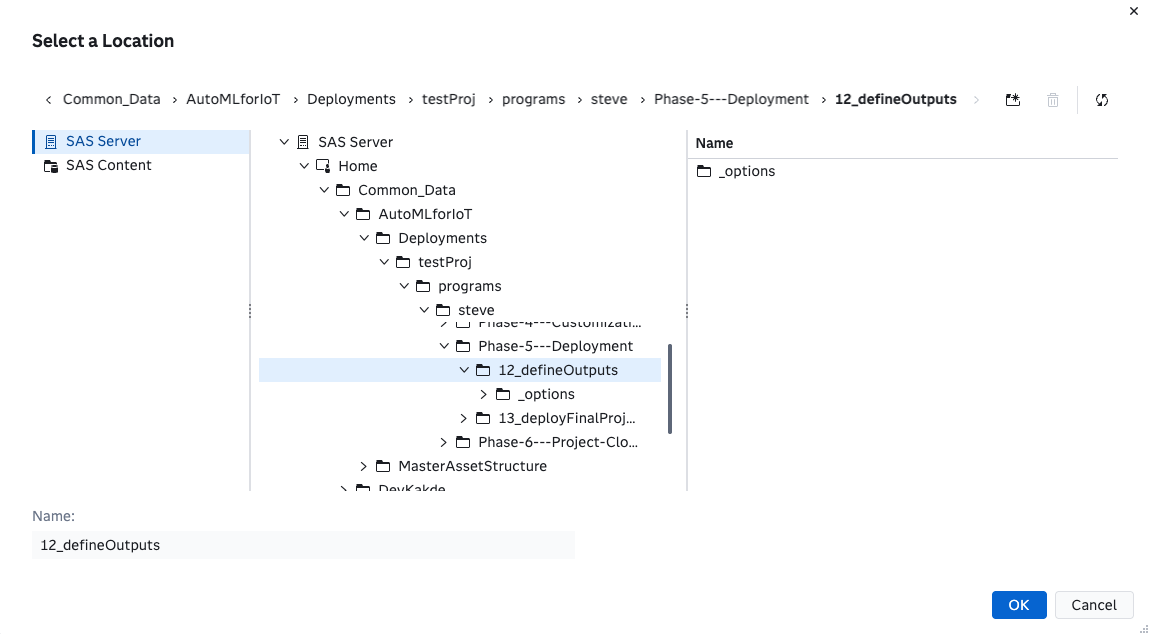 Select a Location
Common_Data AutoMLforIoT Deployments testProj programs steve Phase-5---Deployment 12_defineOutputs
SAS Server
SAS Content
SAS Server
Home
Common_Data
AutoMLforIoT
Deployments
testProj
programs
steve
Phase-4---Customizati...
Phase-5---Deployment
12_defineOutputs
_options
13_deployFinalProj...
Phase-6---Project-Clo...
MasterAssetStructure
DevKakde
Name
_options
Name:
12_defineOutputs
OK
Cancel